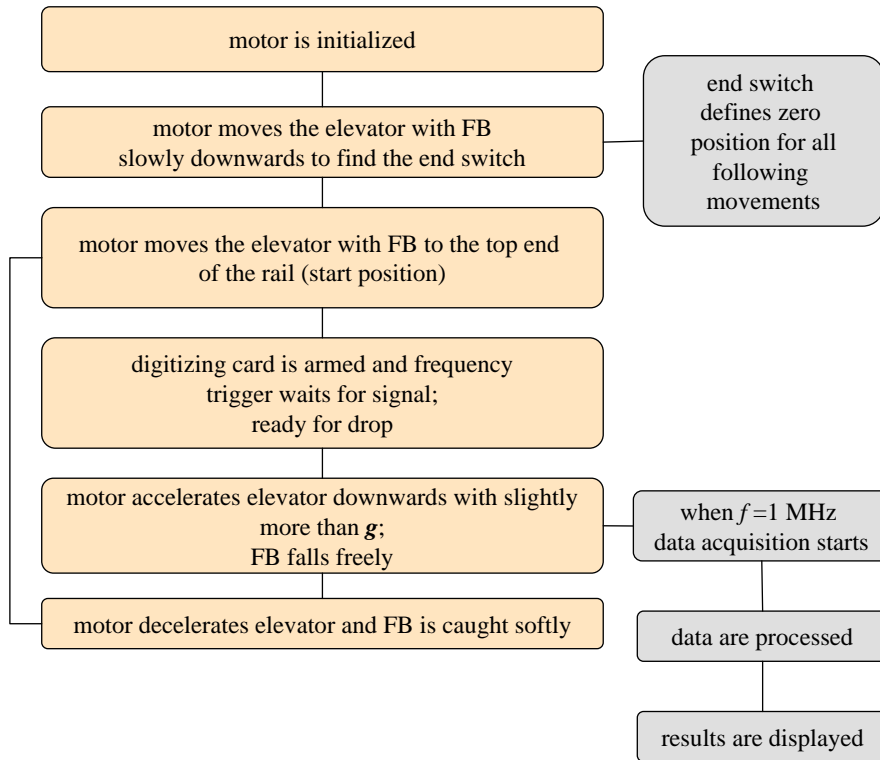 motor is initialized
motor moves the elevator with FB
slowly downwards to find the end switch
end switch
defines zero
position for all
following
movements
motor moves the elevator with FB to the top end
of the rail (start position)
digitizing card is armed and frequency
trigger waits for signal;
ready for drop
motor accelerates elevator downwards with slightly
more than g;
FB falls freely
when f =1 MHz
data acquisition starts
motor decelerates elevator and FB is caught softly
data are processed
results are displayed